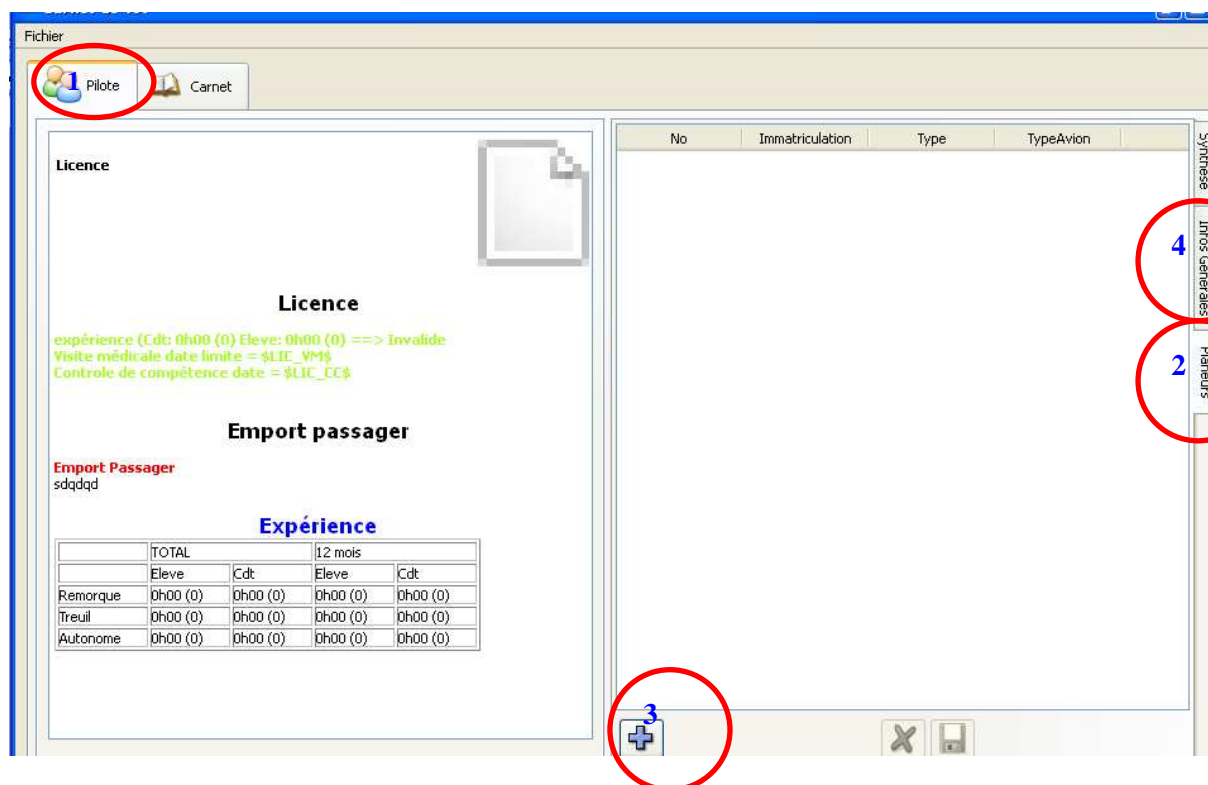 Fichier
1 Pilote Carnet
No Immatriculation Type TypeAvion
Licence
Synthese
Infos Generales
4
Planeurs
2
Licence
expérience (Cdt: 0h00 (0) Eleve: 0h00 (0) ==> Invalide
Visite médicale date limite = $LIC_VM$
Controle de compétence date = $LIC_CC$
Emport passager
Emport Passager
sdqdqd
Expérience
TOTAL 12 mois
Eleve Cdt Eleve Cdt
Remorque 0h00 (0) 0h00 (0) 0h00 (0) 0h00 (0)
Treuil 0h00 (0) 0h00 (0) 0h00 (0) 0h00 (0)
Autonome 0h00 (0) 0h00 (0) 0h00 (0) 0h00 (0)
3